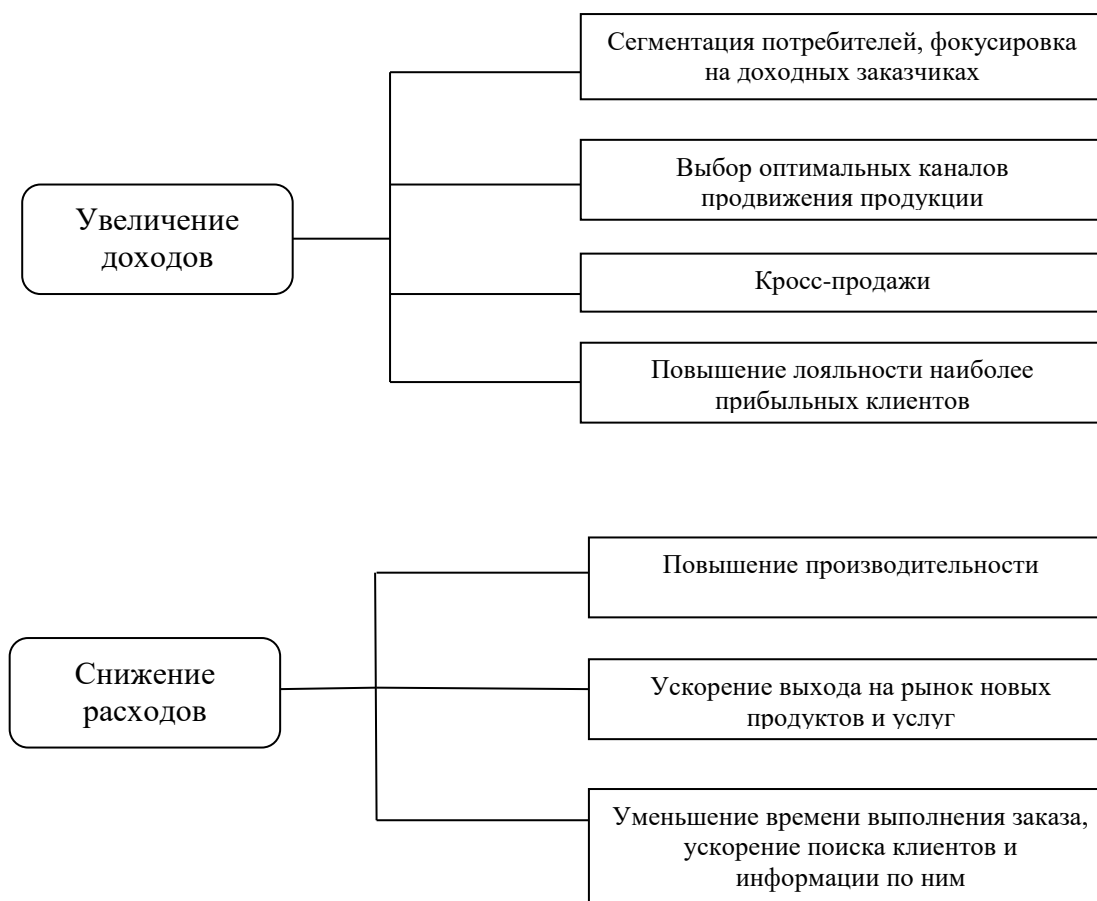 Увеличение
доходов
Сегментация потребителей, фокусировка
на доходных заказчиках
Выбор оптимальных каналов
продвижения продукции
Кросс-продажи
Повышение лояльности наиболее
прибыльных клиентов
Снижение
расходов
Повышение производительности
Ускорение выхода на рынок новых
продуктов и услуг
Уменьшение времени выполнения заказа,
ускорение поиска клиентов и
информации по ним